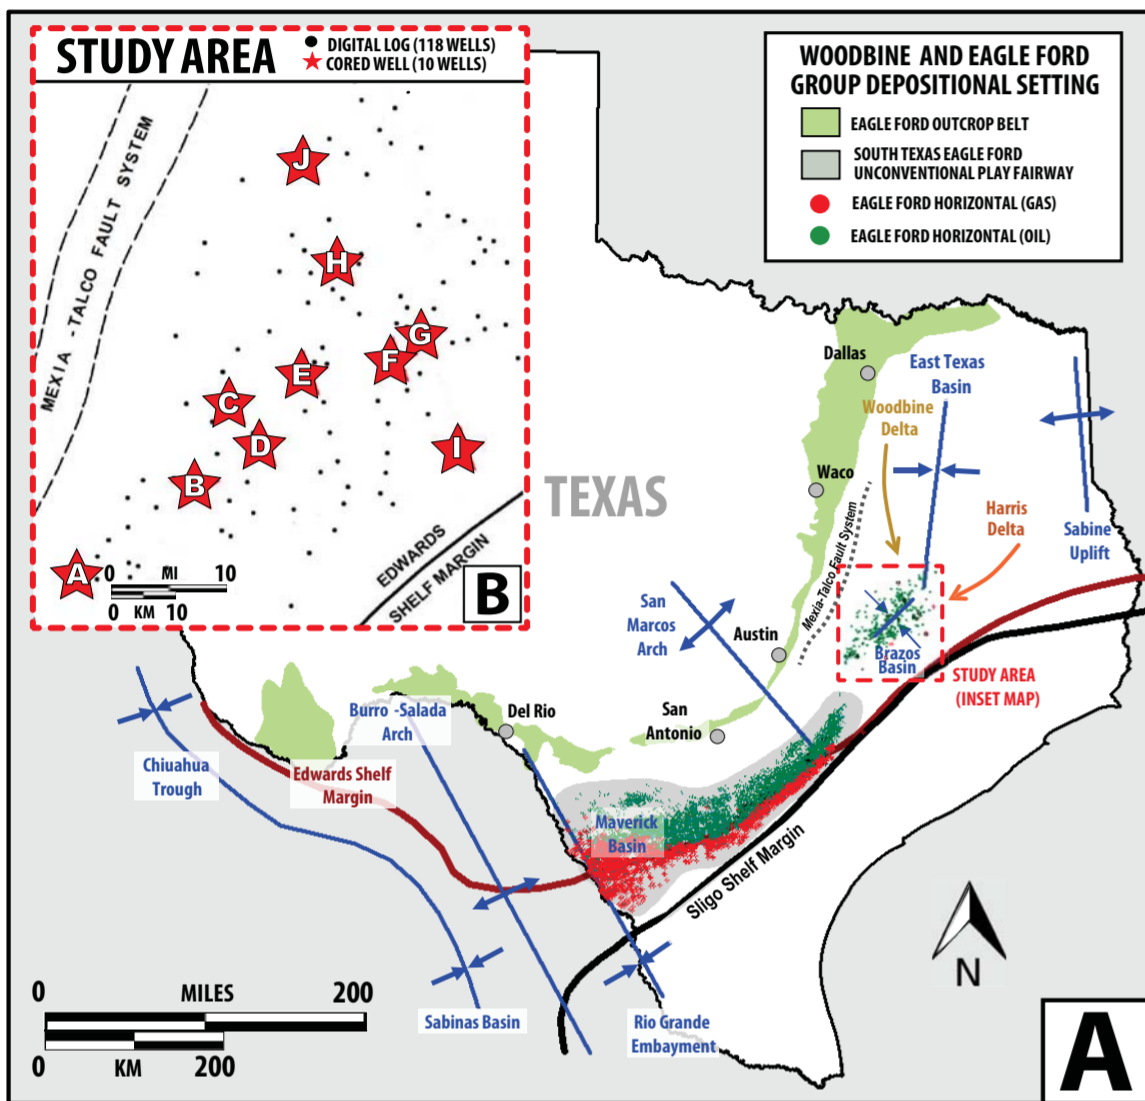 STUDY AREA
DIGITAL LOG (118 WELLS)
CORED WELL (10 WELLS)
MEXIA -TALCO FAULT SYSTEM
J
H
G
F
E
C
D
I
B
A
0 MI 10
0 KM 10
EDWARDS
SHELF MARGIN
B
WOODBINE AND EAGLE FORD
GROUP DEPOSITIONAL SETTING
EAGLE FORD OUTCROP BELT
SOUTH TEXAS EAGLE FORD
UNCONVENTIONAL PLAY FAIRWAY
EAGLE FORD HORIZONTAL (GAS)
EAGLE FORD HORIZONTAL (OIL)
Dallas
East Texas
Basin
Woodbine
Delta
Waco
TEXAS
Mexia-Talco Fault System
Harris
Delta
Sabine
Uplift
San
Marcos
Arch
Austin
Brazos
Basin
STUDY AREA
(INSET MAP)
Burro -Salada
Arch
Del Rio
San
Antonio
Chiuahua
Trough
Edwards Shelf
Margin
Maverick
Basin
Sligo Shelf Margin
N
0 MILES 200
0 KM 200
Sabinas Basin
Rio Grande
Embayment
A